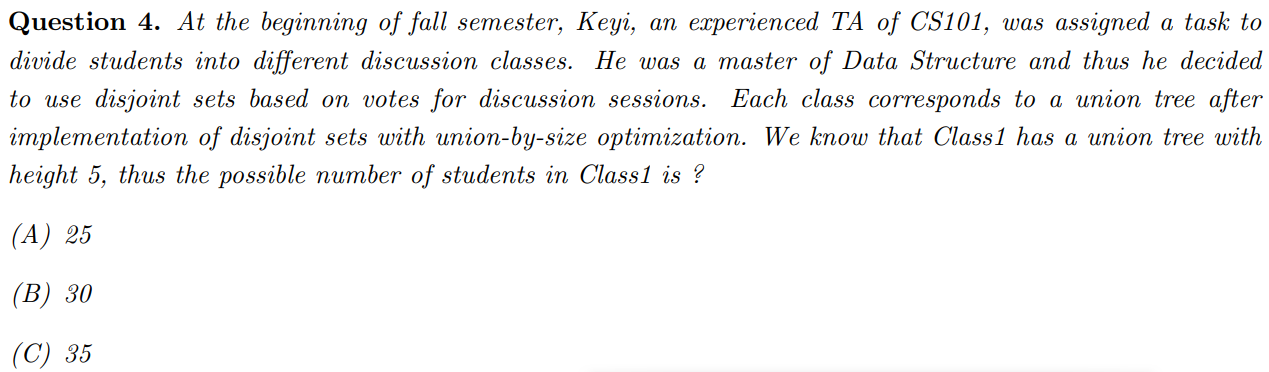 Question 4. At the beginning of fall semester, Keyi, an experienced TA of CS101, was assigned a task to
divide students into different discussion classes. He was a master of Data Structure and thus he decided
to use disjoint sets based on votes for discussion sessions. Each class corresponds to a union tree after
implementation of disjoint sets with union-by-size optimization. We know that Class1 has a union tree with
height 5, thus the possible number of students in Class1 is ?
(A) 25
(B) 30
(C) 35